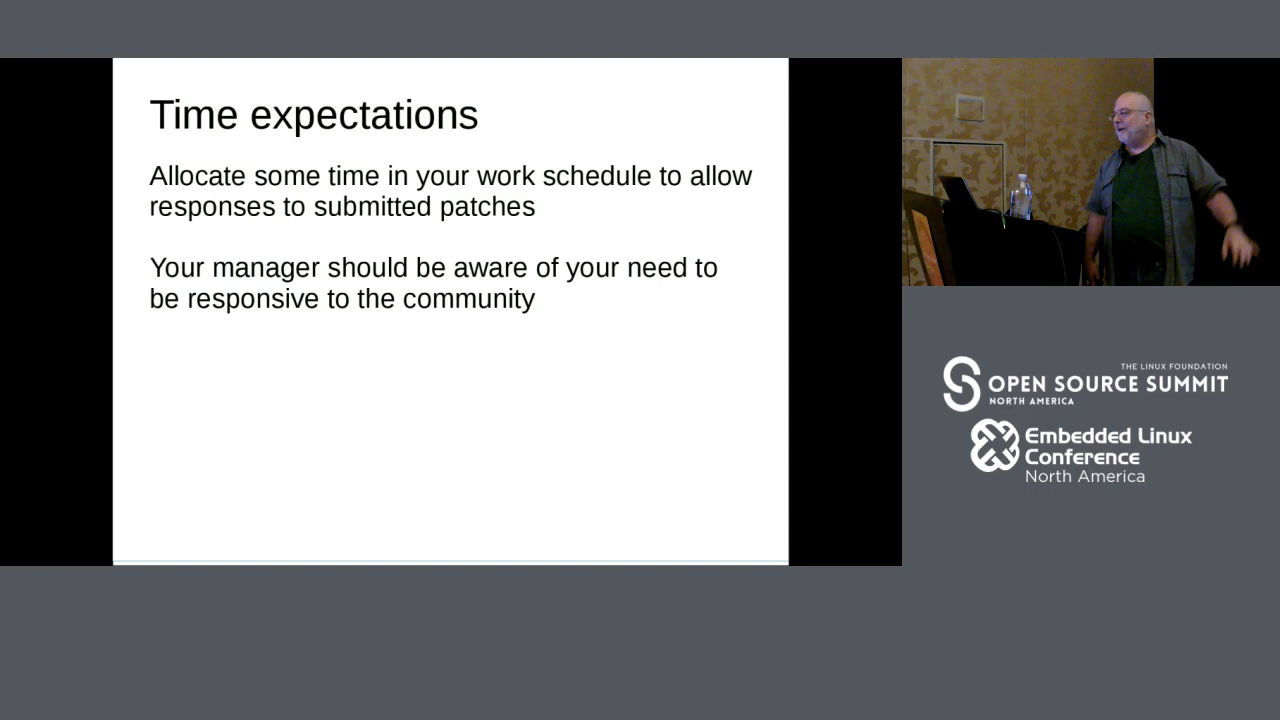 Time expectations
Allocate some time in your work schedule to allow
responses to submitted patches
Your manager should be aware of your need to
be responsive to the community
THE LINUX FOUNDATION
OPEN SOURCE SUMMIT
NORTH AMERICA
Embedded Linux
Conference
North America